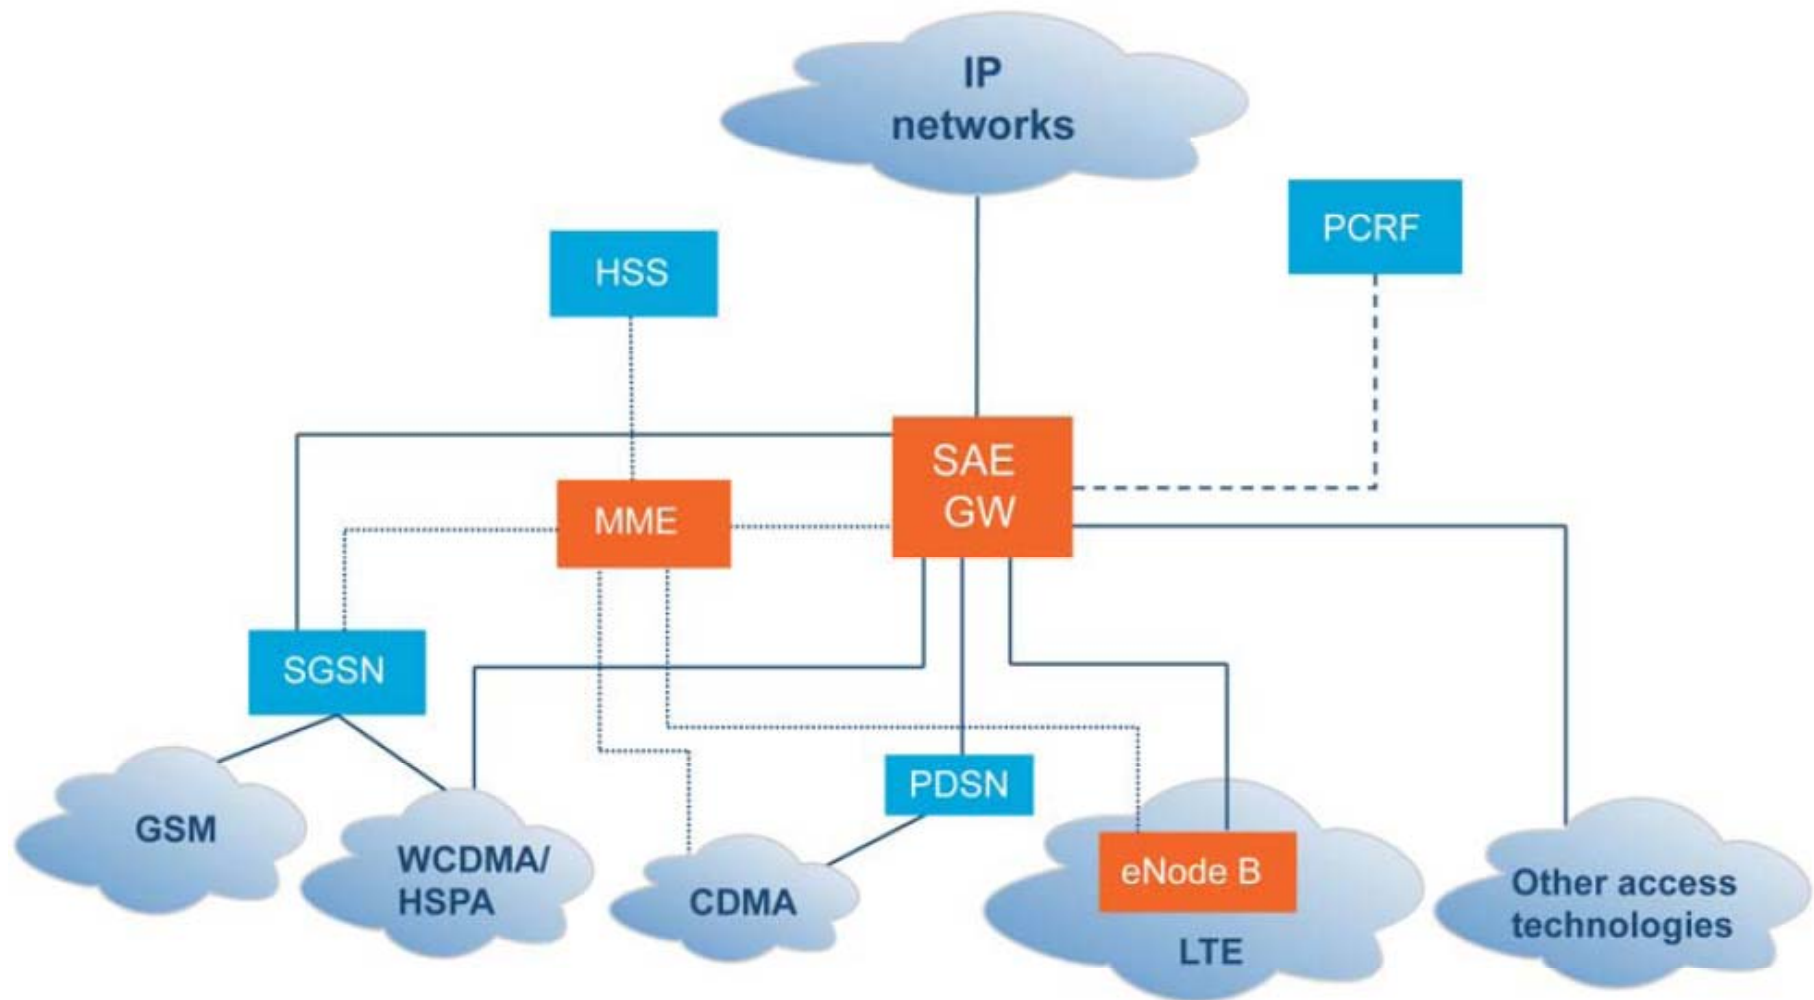 IP
networks
PCRF
HSS
SAE
GW
MME
SGSN
PDSN
GSM
WCDMA/
HSPA
CDMA
eNode B
LTE
Other access
technologies